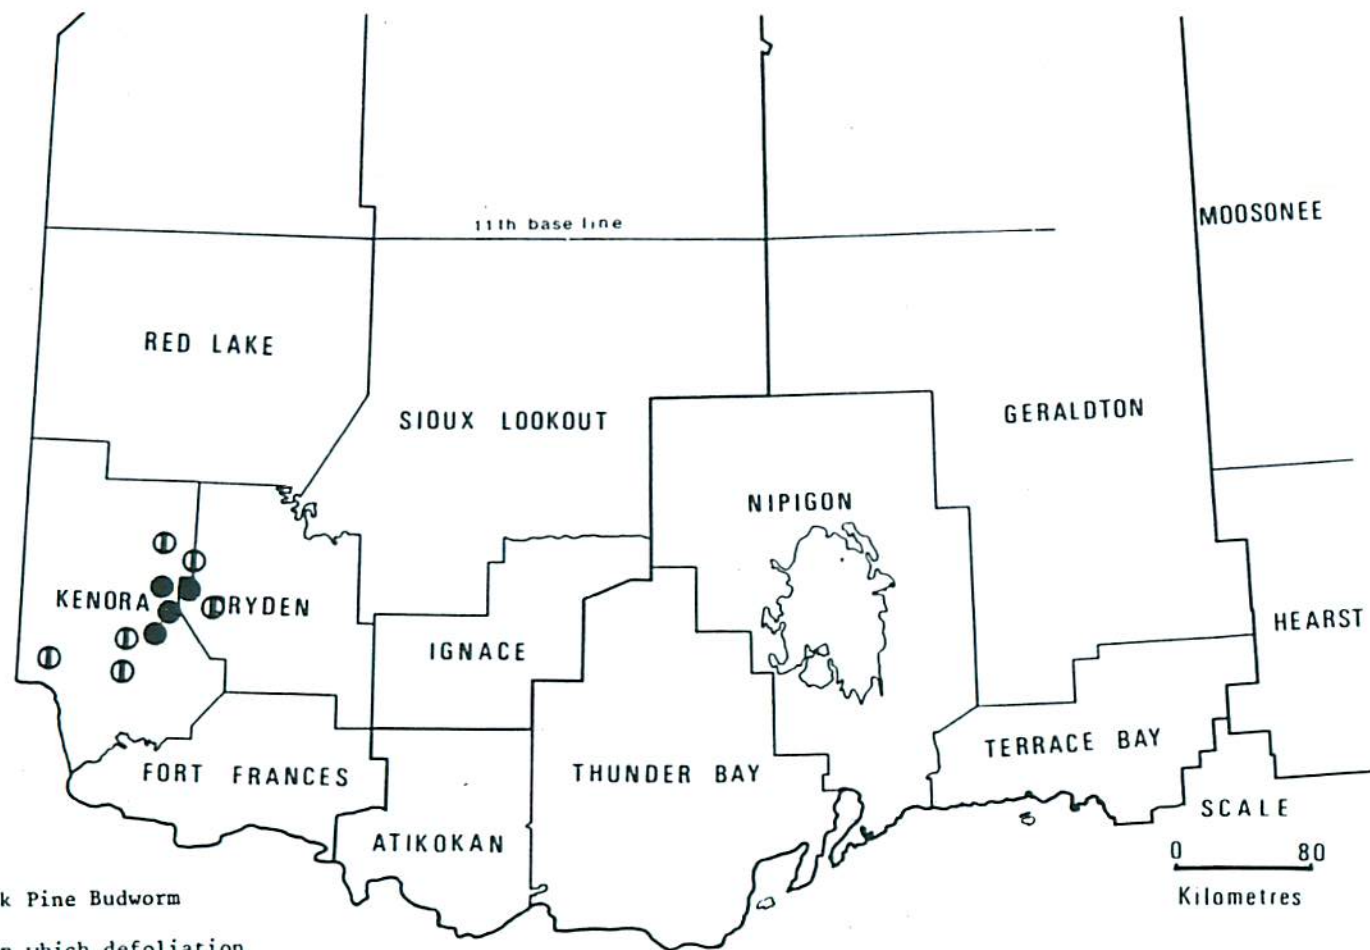 11th base line
MOOSONEE
RED LAKE
SIOUX LOOKOUT
GERALDTON
NIPIGON
KENORA
DRYDEN
HEARST
IGNACE
TERRACE BAY
FORT FRANCES
THUNDER BAY
ATIKOKAN
SCALE
0 80
Kilometres
k Pine Budworm
which defoliation